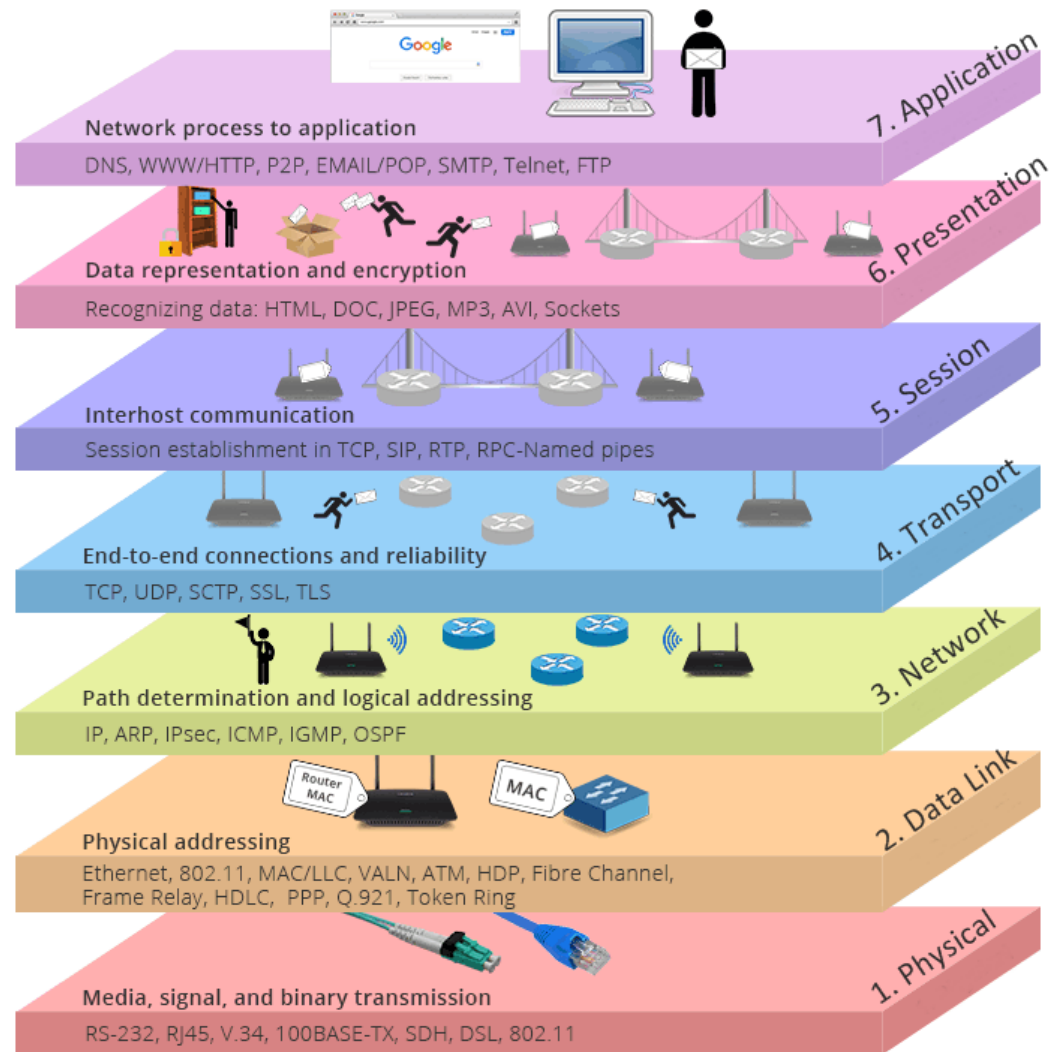 Google
7. Application
Network process to application
DNS, WWW/HTTP, P2P, EMAIL/POP, SMTP, Telnet, FTP
6. Presentation
Data representation and encryption
Recognizing data: HTML, DOC, JPEG, MP3, AVI, Sockets
5. Session
Interhost communication
Session establishment in TCP, SIP, RTP, RPC-Named pipes
4. Transport
End-to-end connections and reliability
TCP, UDP, SCTP, SSL, TLS
3. Network
Path determination and logical addressing
IP, ARP, IPsec, ICMP, IGMP, OSPF
Router
MAC
MAC
2. Data Link
Physical addressing
Ethernet, 802.11, MAC/LLC, VALN, ATM, HDP, Fibre Channel,
Frame Relay, HDLC, PPP, Q.921, Token Ring
1. Physical
Media, signal, and binary transmission
RS-232, RJ45, V.34, 100BASE-TX, SDH, DSL, 802.11